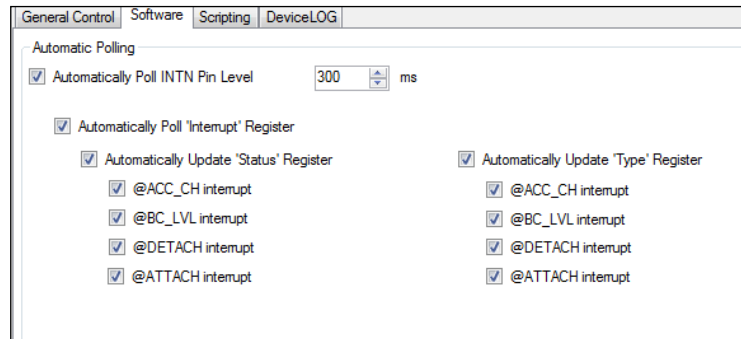 General Control Software Scripting DeviceLOG
Automatic Polling
Automatically Poll INTN Pin Level 300 ms
Automatically Poll 'Interrupt' Register
Automatically Update 'Status' Register Automatically Update 'Type' Register
@ACC_CH interrupt @ACC_CH interrupt
@BC_LVL interrupt @BC_LVL interrupt
@DETACH interrupt @DETACH interrupt
@ATTACH interrupt @ATTACH interrupt